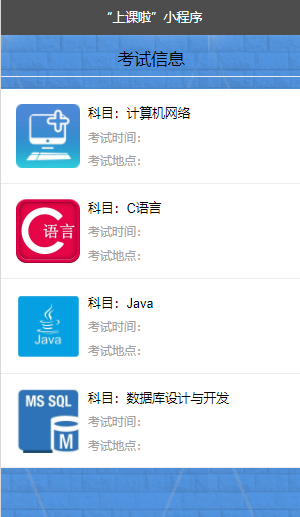 “上课啦”小程序
考试信息
科目：计算机网络
考试时间：
考试地点：
C语言
科目：C语言
考试时间：
考试地点：
Java
科目：Java
考试时间：
考试地点：
MS SQL
M
科目：数据库设计与开发
考试时间：
考试地点：